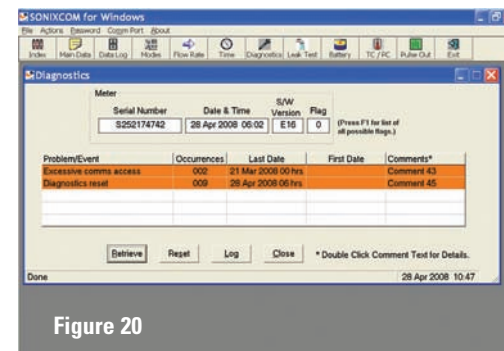 SONIXCOM for Windows
File Actions Password Comm Port About
Index Main Data Data Log Modes Flow Rate Time Diagnostics Leak Test Battery TC / PC Pulse Out Exit
Diagnostics
Meter
Serial Number Date & Time S/W Version Flag
S252174742 28 Apr 2008 06:02 E16 0
(Press F1 for list of
all possible flags.)
Problem/Event Occurrences Last Date First Date Comments*
Excessive comms access 002 21 Mar 2008 00 hrs Comment 43
Diagnostics reset 009 28 Apr 2008 06 hrs Comment 45
Retrieve Reset Log Close * Double Click Comment Text for Details.
Done 28 Apr 2008 10:47
Figure 20